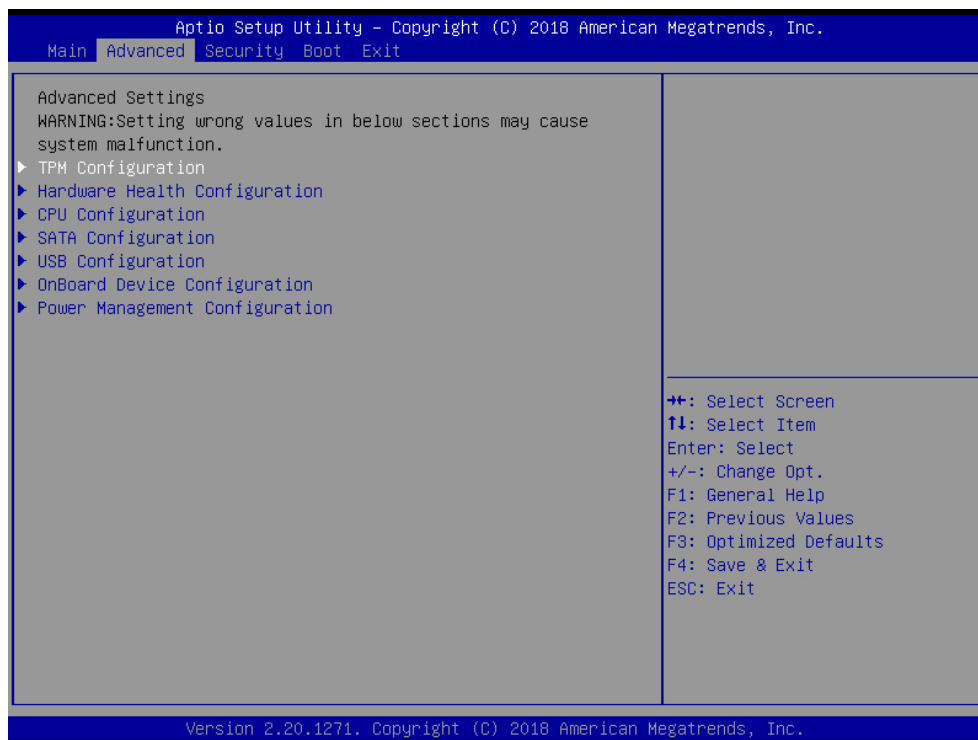 Aptio Setup Utility – Copyright (C) 2018 American Megatrends, Inc.
Main Advanced Security Boot Exit
Advanced Settings
WARNING:Setting wrong values in below sections may cause
system malfunction.
▶ TPM Configuration
▶ Hardware Health Configuration
▶ CPU Configuration
▶ SATA Configuration
▶ USB Configuration
▶ OnBoard Device Configuration
▶ Power Management Configuration
→←: Select Screen
↑↓: Select Item
Enter: Select
+/-: Change Opt.
F1: General Help
F2: Previous Values
F3: Optimized Defaults
F4: Save & Exit
ESC: Exit
Version 2.20.1271. Copyright (C) 2018 American Megatrends, Inc.